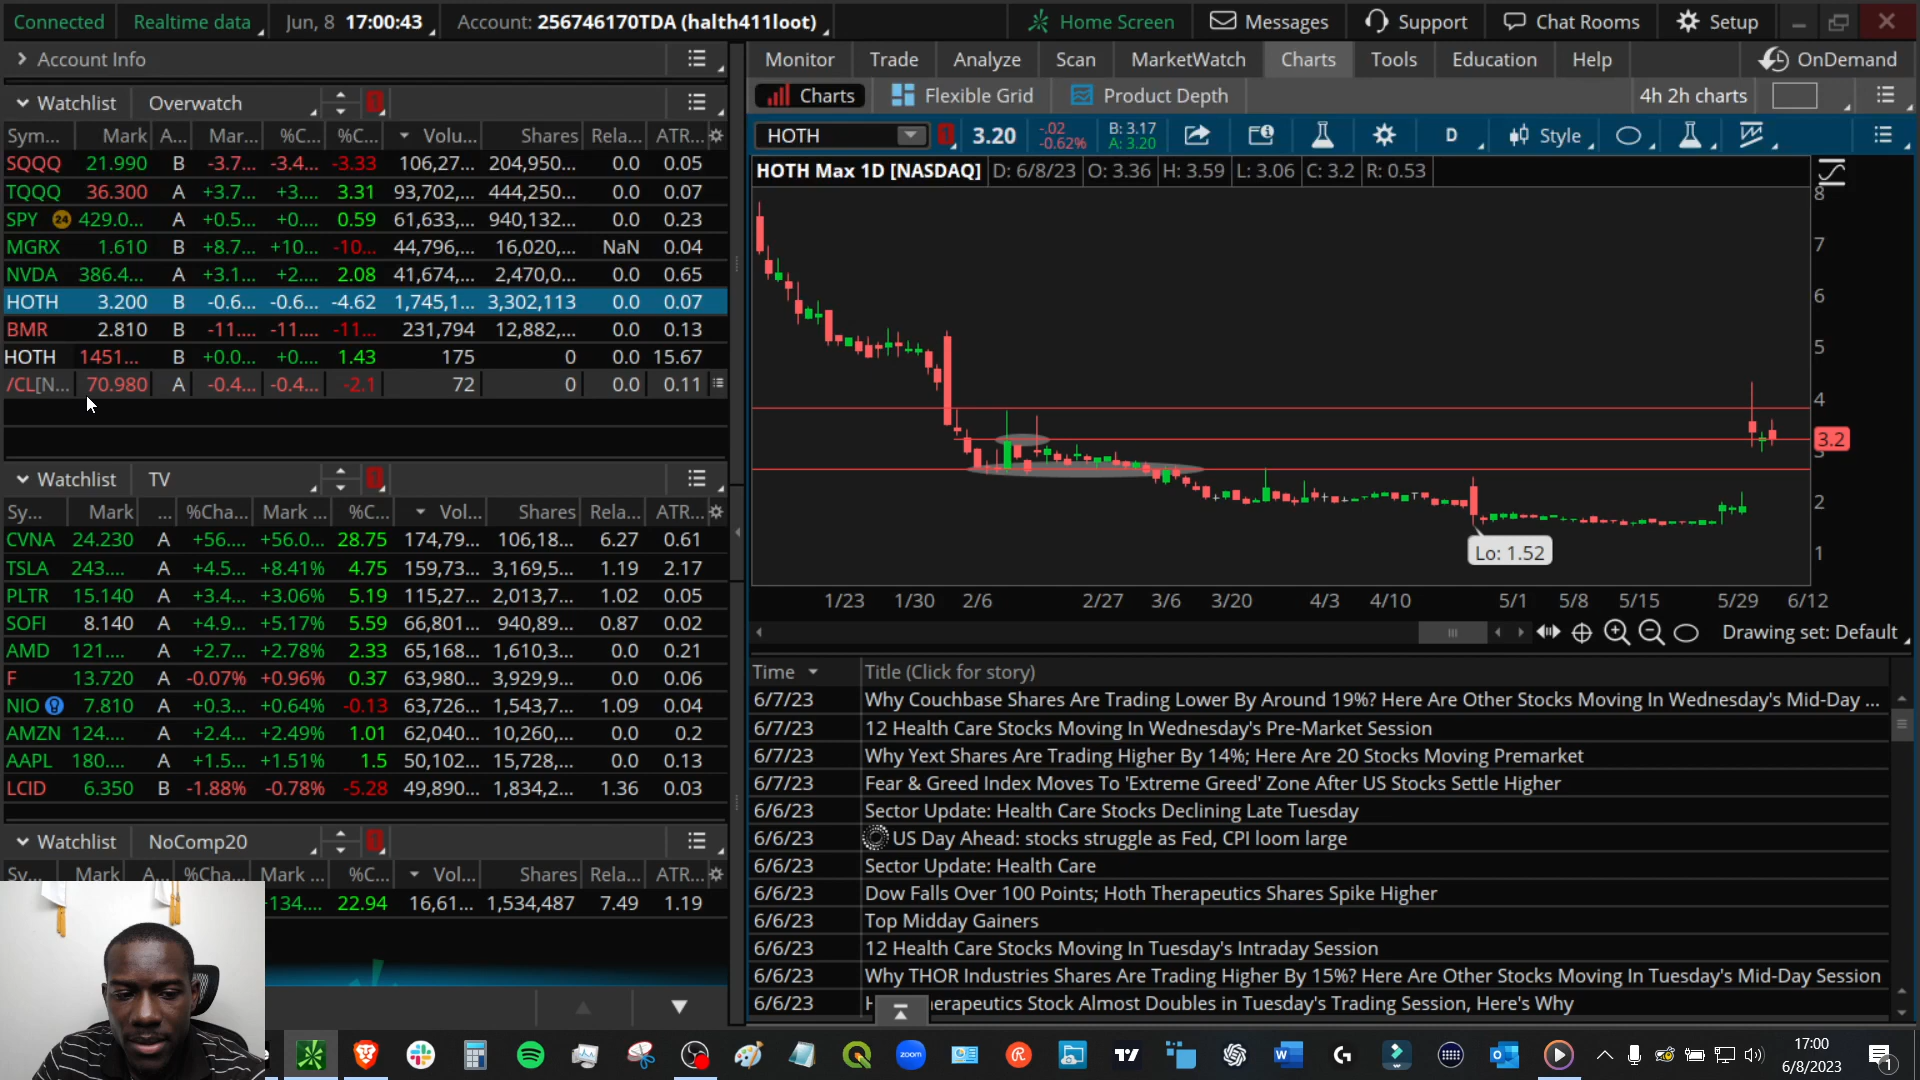 Connected Realtime data Jun, 8 17:00:43 Account: 256746170TDA (halth411loot) Home Screen Messages Support Chat Rooms Setup
Account Info
Monitor Trade Analyze Scan MarketWatch Charts Tools Education Help OnDemand
Charts Flexible Grid Product Depth 4h 2h charts
Watchlist Overwatch 1
Sym... Mark A... Mar... %C... %C... Volu... Shares Rela... ATR...
SQQQ 21.990 B -3.7... -3.4... -3.33 106,27... 204,950... 0.0 0.05
TQQQ 36.300 A +3.7... +3.... 3.31 93,702,... 444,250... 0.0 0.07
SPY 24 429.0... A +0.5... +0.... 0.59 61,633,... 940,132... 0.0 0.23
MGRX 1.610 B +8.7... +10... -10... 44,796,... 16,020,... NaN 0.04
NVDA 386.4... A +3.1... +2.... 2.08 41,674,... 2,470,0... 0.0 0.65
HOTH 3.200 B -0.6... -0.6... -4.62 1,745,1... 3,302,113 0.0 0.07
BMR 2.810 B -11.... -11.... -11... 231,794 12,882,... 0.0 0.13
HOTH 1451... B +0.0... +0.... 1.43 175 0 0.0 15.67
/CL[N... 70.980 A -0.4... -0.4... -2.1 72 0 0.0 0.11
HOTH 1 3.20 -.02 -0.62% B: 3.17 A: 3.20 D Style
HOTH Max 1D [NASDAQ] D: 6/8/23 O: 3.36 H: 3.59 L: 3.06 C: 3.2 R: 0.53
8
7
6
5
4
3.2
3
2
1
Lo: 1.52
1/23 1/30 2/6 2/27 3/6 3/20 4/3 4/10 5/1 5/8 5/15 5/29 6/12
Drawing set: Default
Watchlist TV 1
Sy... Mark ... %Cha... Mark ... %C... Vol... Shares Rela... ATR...
CVNA 24.230 A +56.... +56.0... 28.75 174,79... 106,18... 6.27 0.61
TSLA 243.... A +4.5... +8.41% 4.75 159,73... 3,169,5... 1.19 2.17
PLTR 15.140 A +3.4... +3.06% 5.19 115,27... 2,013,7... 1.02 0.05
SOFI 8.140 A +4.9... +5.17% 5.59 66,801... 940,89... 0.87 0.02
AMD 121.... A +2.7... +2.78% 2.33 65,168... 1,610,3... 0.0 0.21
F 13.720 A -0.07% +0.96% 0.37 63,980... 3,929,9... 0.0 0.06
NIO 7.810 A +0.3... +0.64% -0.13 63,726... 1,543,7... 1.09 0.04
AMZN 124.... A +2.4... +2.49% 1.01 62,040... 10,260,... 0.0 0.2
AAPL 180.... A +1.5... +1.51% 1.5 50,102... 15,728,... 0.0 0.13
LCID 6.350 B -1.88% -0.78% -5.28 49,890... 1,834,2... 1.36 0.03
Watchlist NoComp20
Sy... Mark A... %Cha... Mark ... %C... Vol... Shares Rela... ATR...
+134.... 22.94 16,61... 1,534,487 7.49 1.19
Time Title (Click for story)
6/7/23 Why Couchbase Shares Are Trading Lower By Around 19%? Here Are Other Stocks Moving In Wednesday's Mid-Day ...
6/7/23 12 Health Care Stocks Moving In Wednesday's Pre-Market Session
6/7/23 Why Yext Shares Are Trading Higher By 14%; Here Are 20 Stocks Moving Premarket
6/7/23 Fear & Greed Index Moves To 'Extreme Greed' Zone After US Stocks Settle Higher
6/6/23 Sector Update: Health Care Stocks Declining Late Tuesday
6/6/23 US Day Ahead: stocks struggle as Fed, CPI loom large
6/6/23 Sector Update: Health Care
6/6/23 Dow Falls Over 100 Points; Hoth Therapeutics Shares Spike Higher
6/6/23 Top Midday Gainers
6/6/23 12 Health Care Stocks Moving In Tuesday's Intraday Session
6/6/23 Why THOR Industries Shares Are Trading Higher By 15%? Here Are Other Stocks Moving In Tuesday's Mid-Day Session
6/6/23 H erapeutics Stock Almost Doubles in Tuesday's Trading Session, Here's Why
zoom
17:00
6/8/2023
1